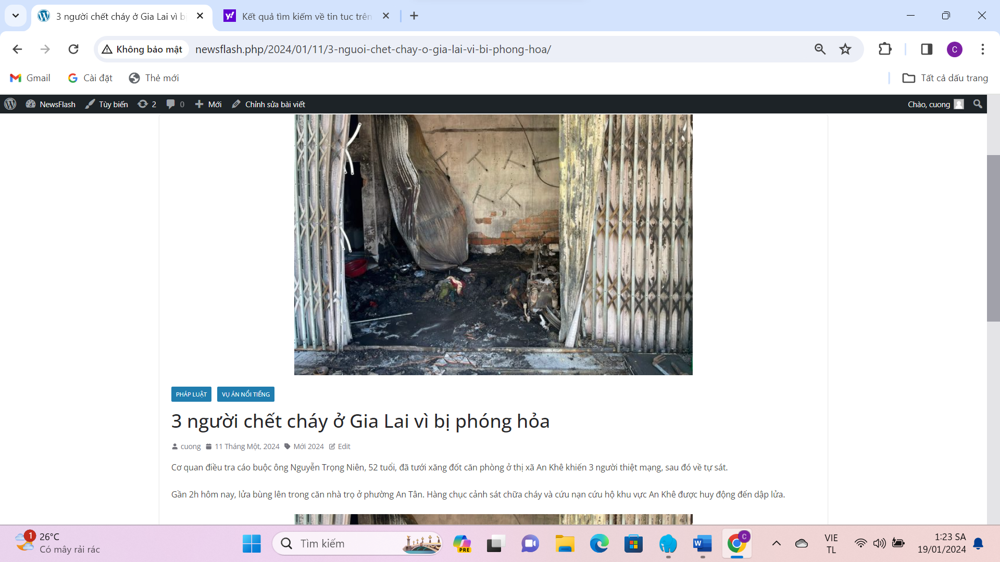 3 người chết cháy ở Gia Lai vì b
Kết quả tìm kiếm về tin tuc trên
Không bảo mật
newsflash.php/2024/01/11/3-nguoi-chet-chay-o-gia-lai-vi-bi-phong-hoa/
C
Gmail
Cài đặt
Thẻ mới
Tất cả dấu trang
NewsFlash
Tùy biến
2
0
Mới
Chỉnh sửa bài viết
Chào, cuong
PHÁP LUẬT
VỤ ÁN NỔI TIẾNG
3 người chết cháy ở Gia Lai vì bị phóng hỏa
cuong
11 Tháng Một, 2024
Mới 2024
Edit
Cơ quan điều tra cáo buộc ông Nguyễn Trọng Niên, 52 tuổi, đã tưới xăng đốt căn phòng ở thị xã An Khê khiến 3 người thiệt mạng, sau đó về tự sát.
Gần 2h hôm nay, lửa bùng lên trong căn nhà trọ ở phường An Tân. Hàng chục cảnh sát chữa cháy và cứu nạn cứu hộ khu vực An Khê được huy động đến dập lửa.
1
26°C
Có mây rải rác
Tìm kiếm
PRE
W
C
VIE
TL
1:23 SA
19/01/2024